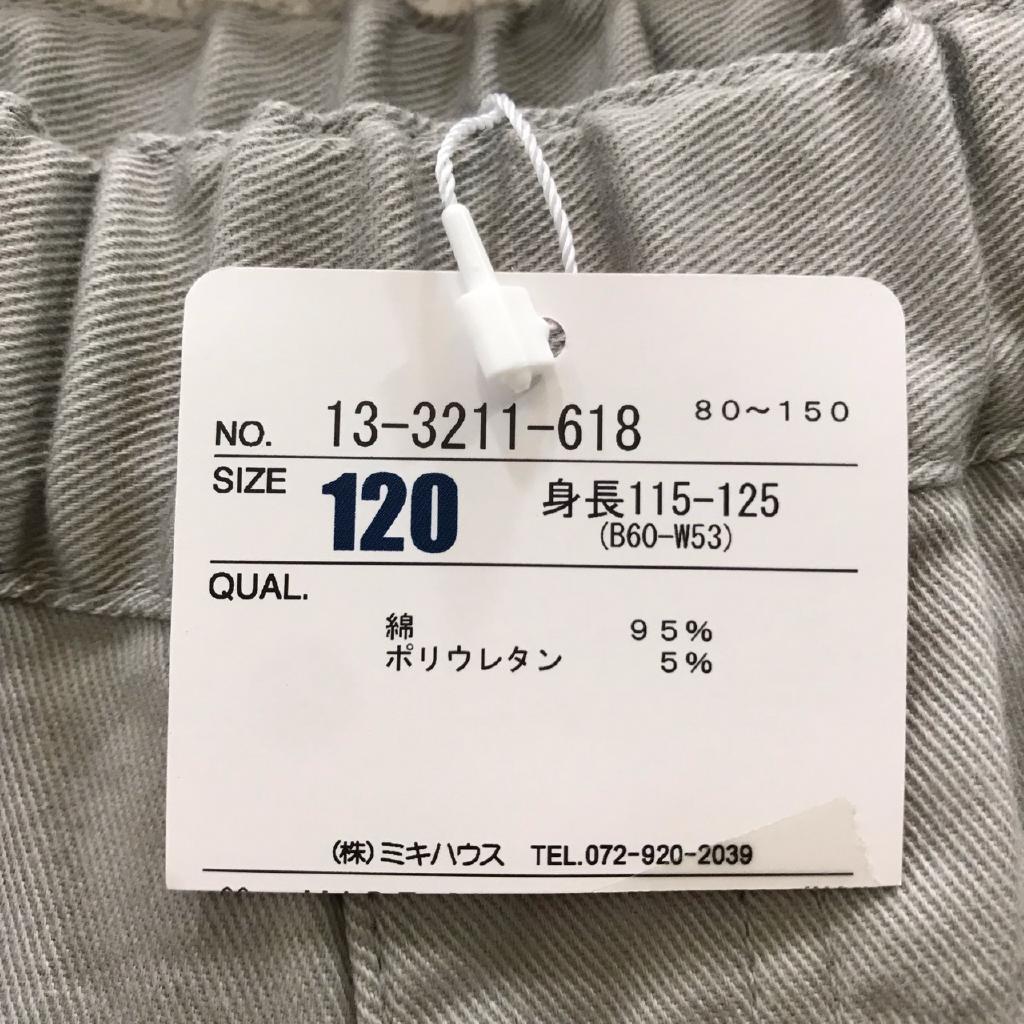 NO. 13-3211-618 80～150
SIZE 120 身長115-125
(B60-W53)
QUAL.
綿 95%
ポリウレタン 5%
(株)ミキハウス TEL.072-920-2039